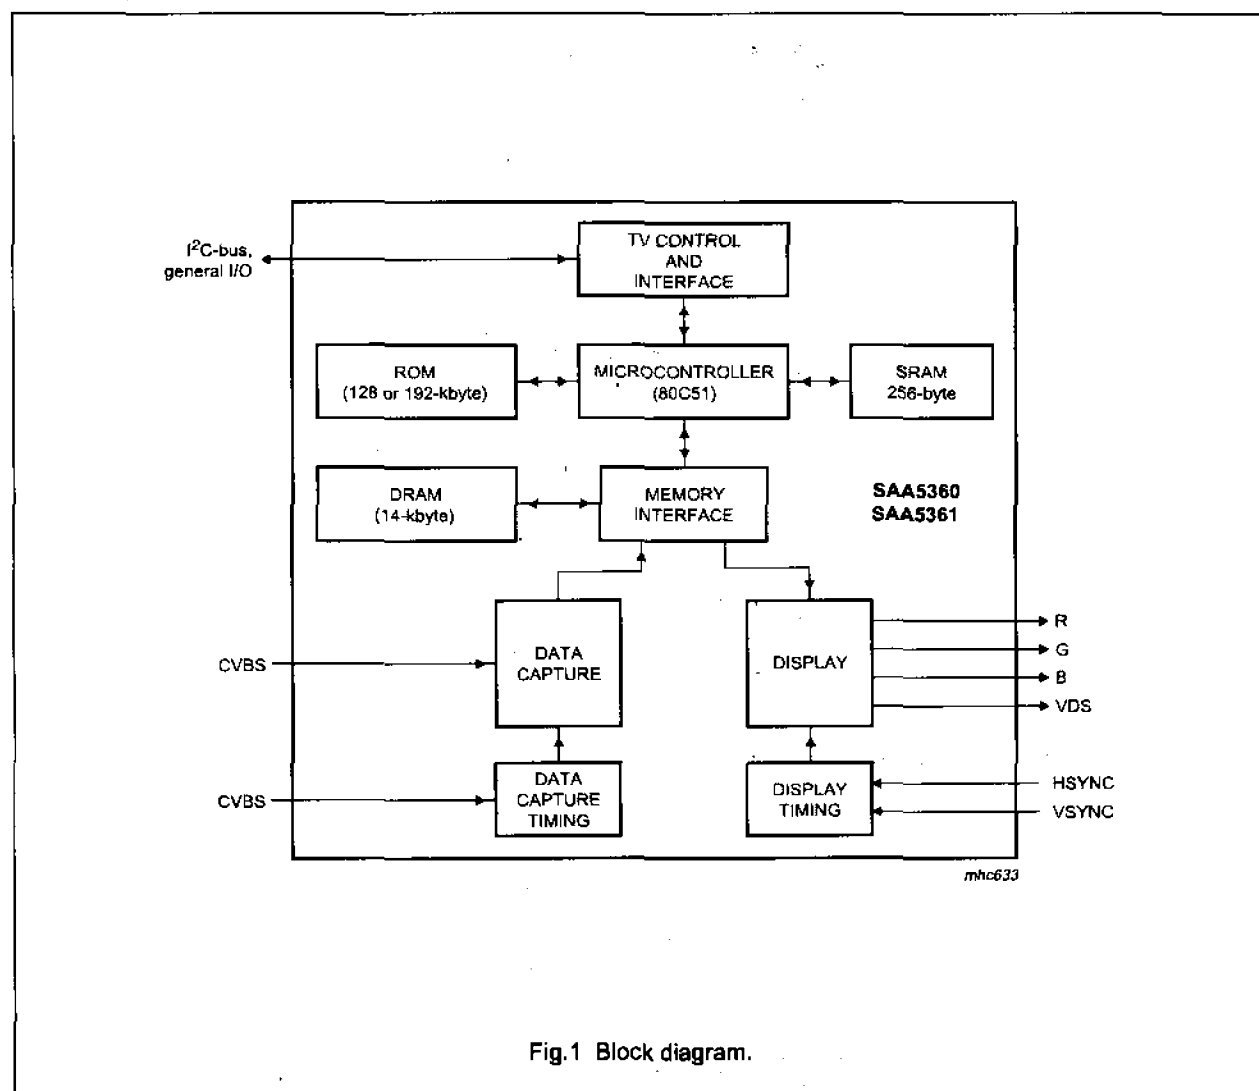 TV CONTROL
AND
INTERFACE
I²C-bus,
general I/O
ROM
(128 or 192-kbyte)
MICROCONTROLLER
(80C51)
SRAM
256-byte
DRAM
(14-kbyte)
MEMORY
INTERFACE
SAA5360
SAA5361
CVBS
DATA
CAPTURE
DISPLAY
R
G
B
VDS
CVBS
DATA
CAPTURE
TIMING
DISPLAY
TIMING
HSYNC
VSYNC
mhc633
Fig.1 Block diagram.